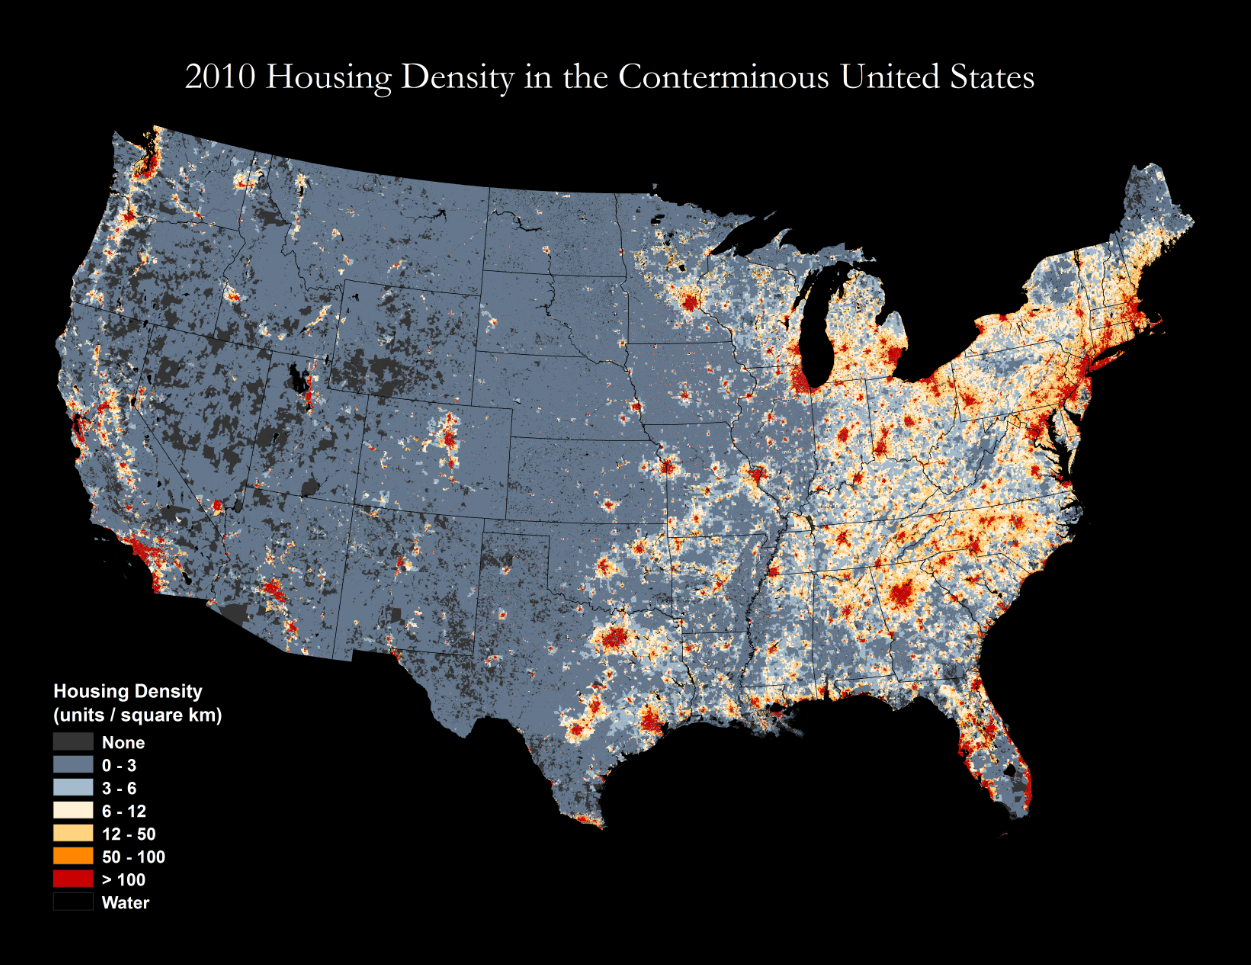 2010 Housing Density in the Conterminous United States
Housing Density
(units / square km)
None
0 - 3
3 - 6
6 - 12
12 - 50
50 - 100
> 100
Water